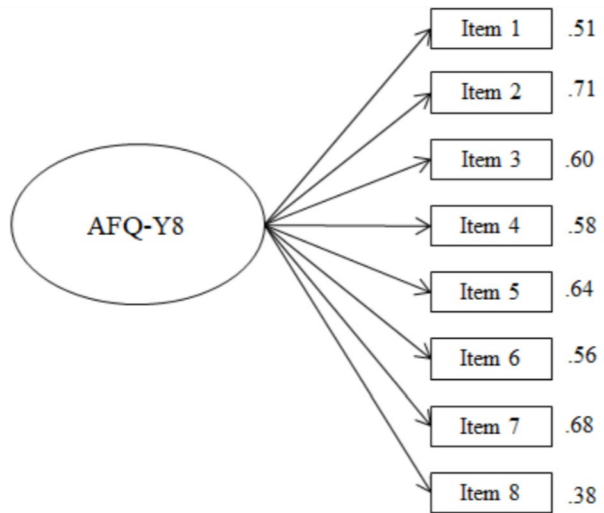 Item 1 .51
Item 2 .71
Item 3 .60
AFQ-Y8
Item 4 .58
Item 5 .64
Item 6 .56
Item 7 .68
Item 8 .38